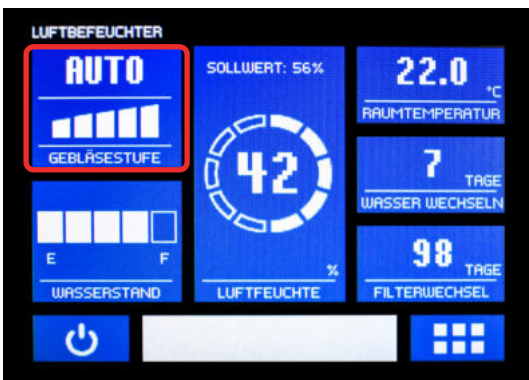 LUFTBEFEUCHTER
AUTO
GEBLÄSESTUFE
E F
WASSERSTAND
SOLLWERT: 56%
42
%
LUFTFEUCHTE
22.0 °C
RAUMTEMPERATUR
7 TAGE
WASSER WECHSELN
98 TAGE
FILTERWECHSEL